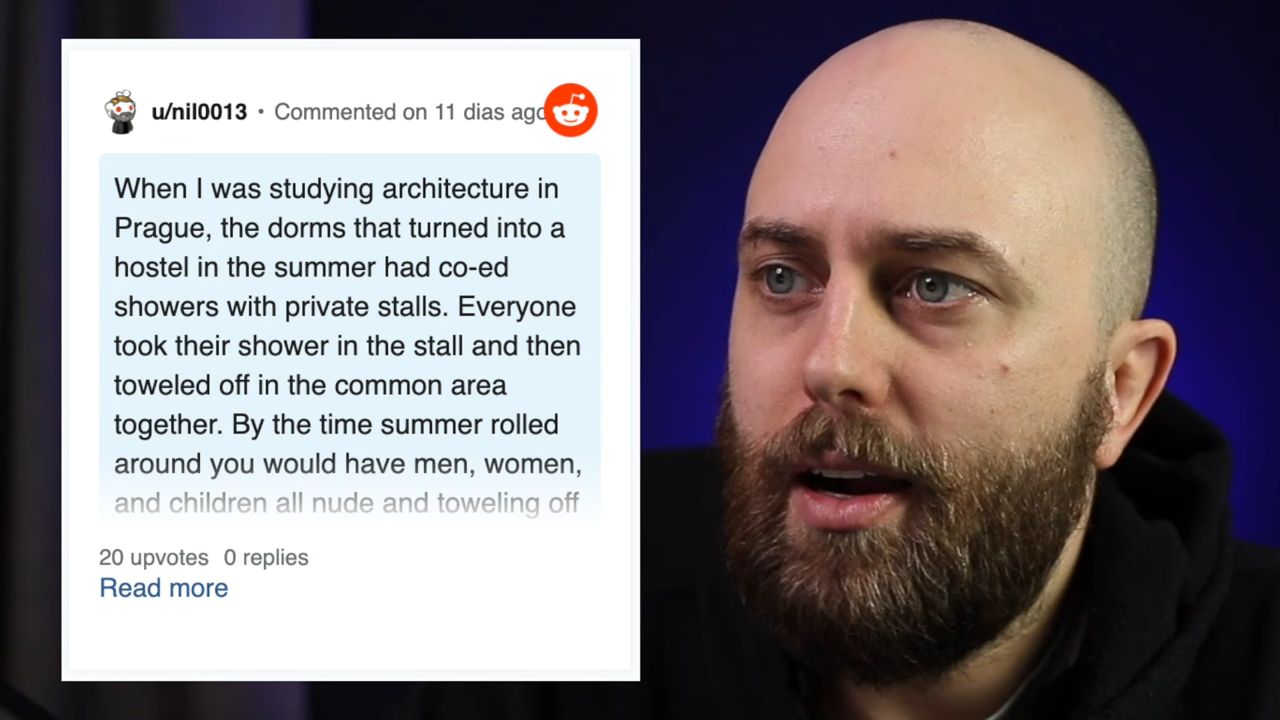 u/nil0013 • Commented on 11 dias ago
When I was studying architecture in
Prague, the dorms that turned into a
hostel in the summer had co-ed
showers with private stalls. Everyone
took their shower in the stall and then
toweled off in the common area
together. By the time summer rolled
around you would have men, women,
and children all nude and toweling off
20 upvotes 0 replies
Read more